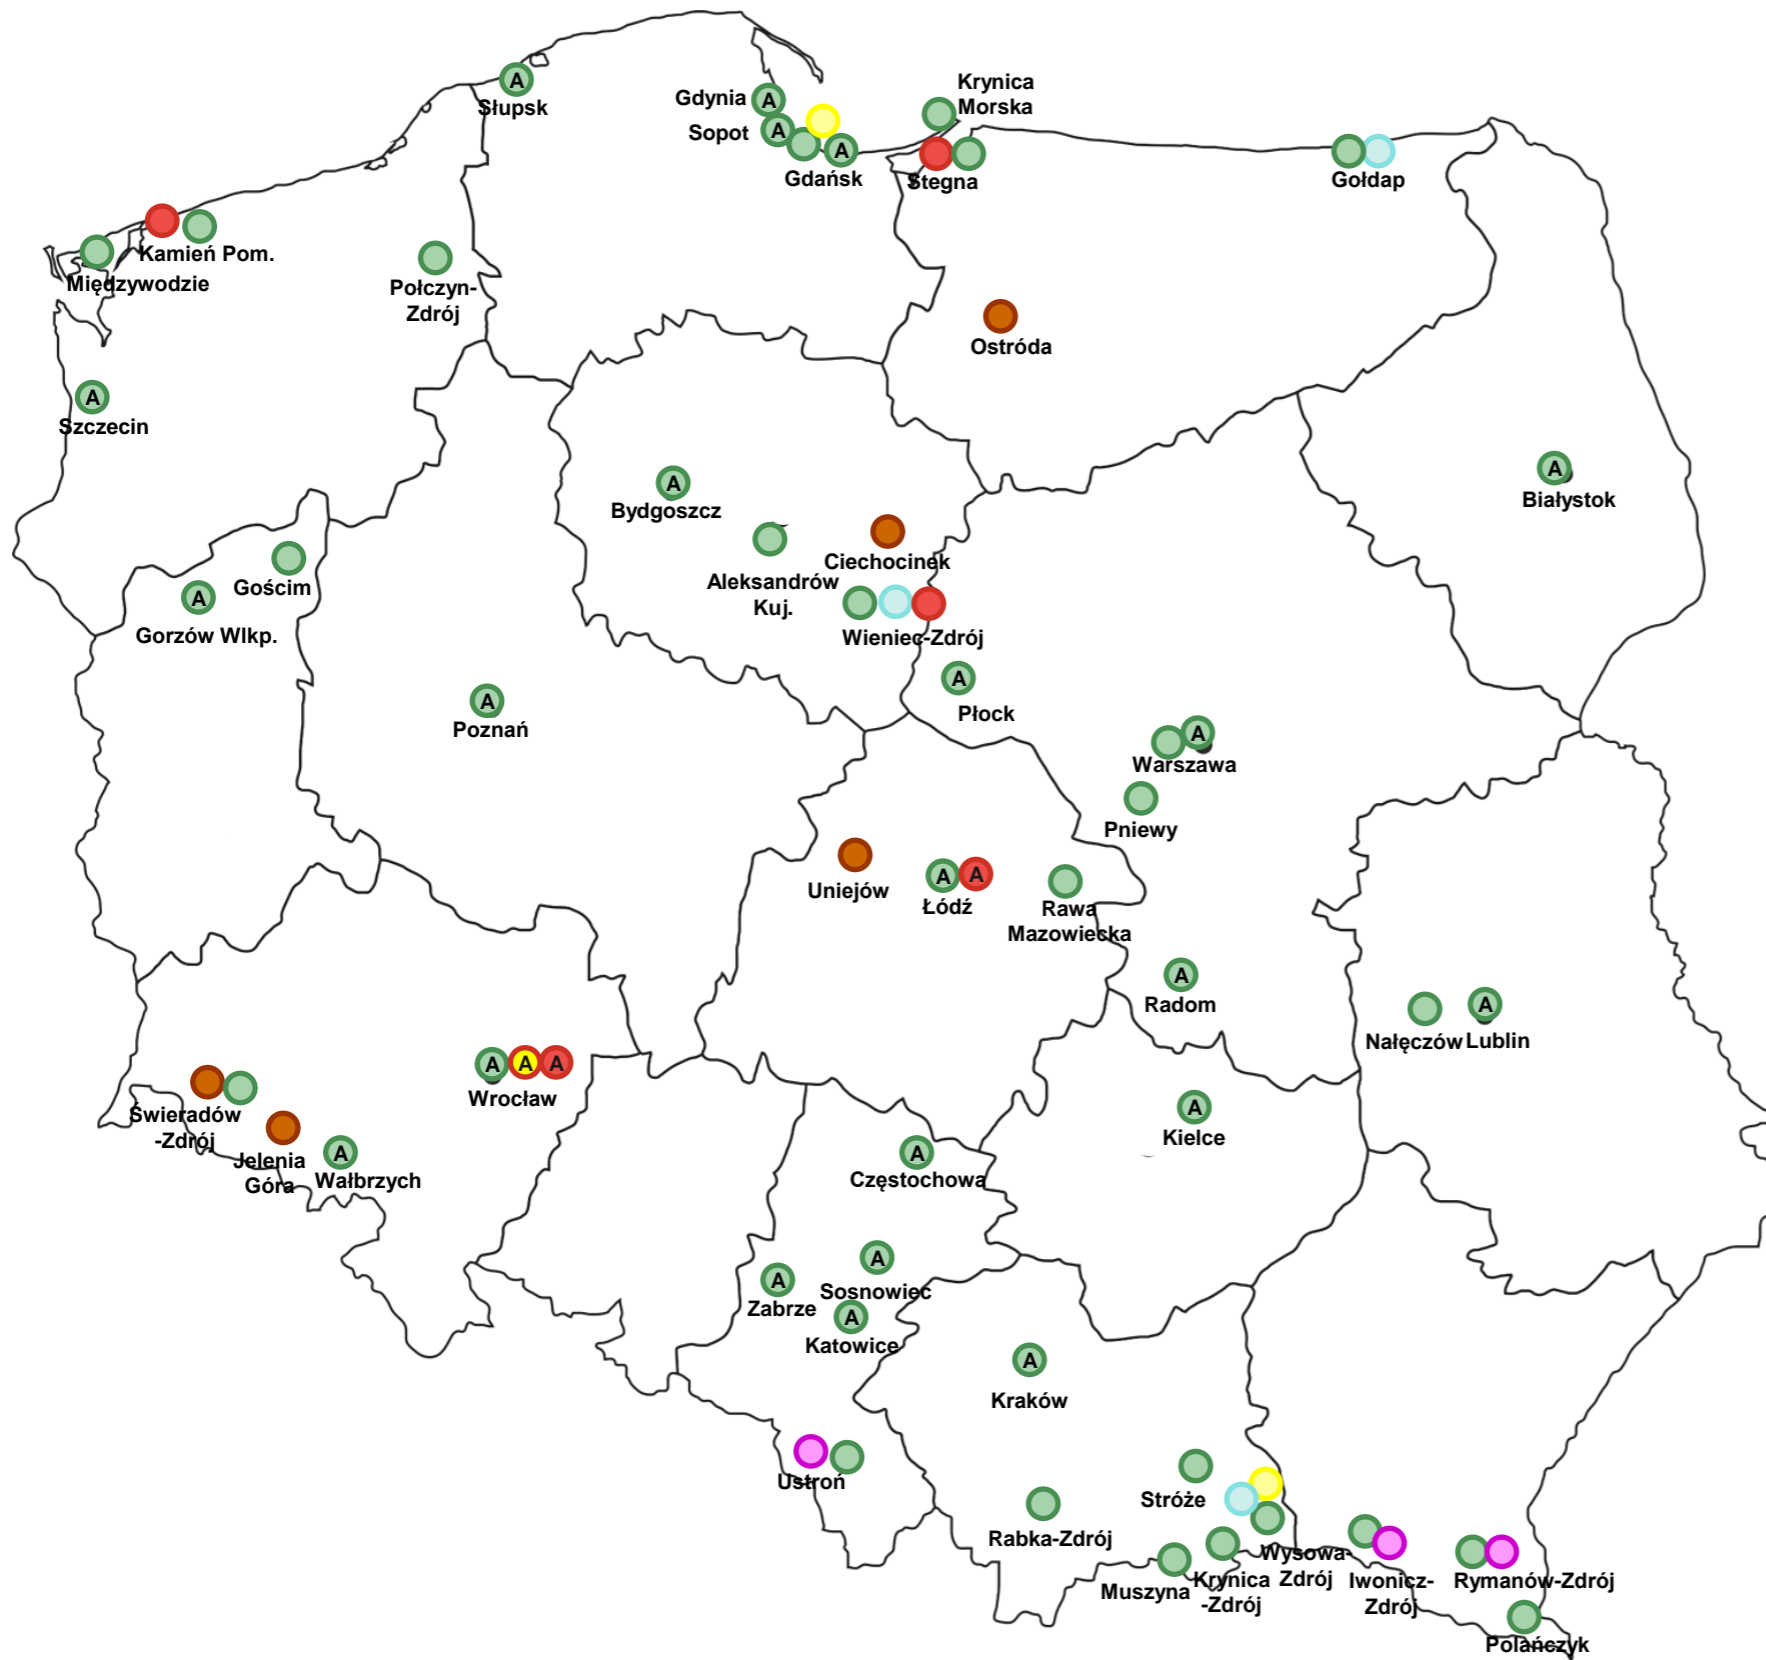 A
Słupsk
Gdynia A
Sopot A
A
Gdańsk
Krynica
Morska
Stegna
Gołdap
Kamień Pom.
Międzywodzie
Połczyn-
Zdrój
Ostróda
A
Szczecin
A
Bydgoszcz
A
Białystok
Ciechocinek
Aleksandrów
Kuj.
Gościm
A
Gorzów Wlkp.
Wieniec-Zdrój
A
Płock
A
Poznań
A
Warszawa
Pniewy
Uniejów
A A
Łódź
Rawa
Mazowiecka
A
Radom
Nałęczów
A
Lublin
A A A
Wrocław
Świeradów
-Zdrój
Jelenia
Góra
A
Wałbrzych
A
Kielce
A
Częstochowa
A
Sosnowiec
A
Zabrze
A
Katowice
A
Kraków
Ustroń
Stróże
Rabka-Zdrój
Muszyna
Krynica
-Zdrój
Wysowa-
Zdrój
Iwonicz-
Zdrój
Rymanów-Zdrój
Polańczyk